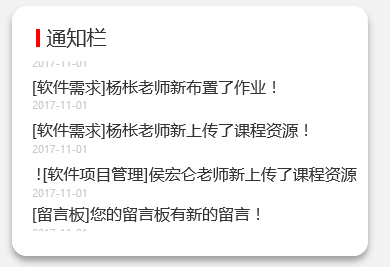 通知栏
2017-11-01
[软件需求]杨枨老师新布置了作业！
2017-11-01
[软件需求]杨枨老师新上传了课程资源！
2017-11-01
![软件项目管理]侯宏仑老师新上传了课程资源
2017-11-01
[留言板]您的留言板有新的留言！
2017-11-01